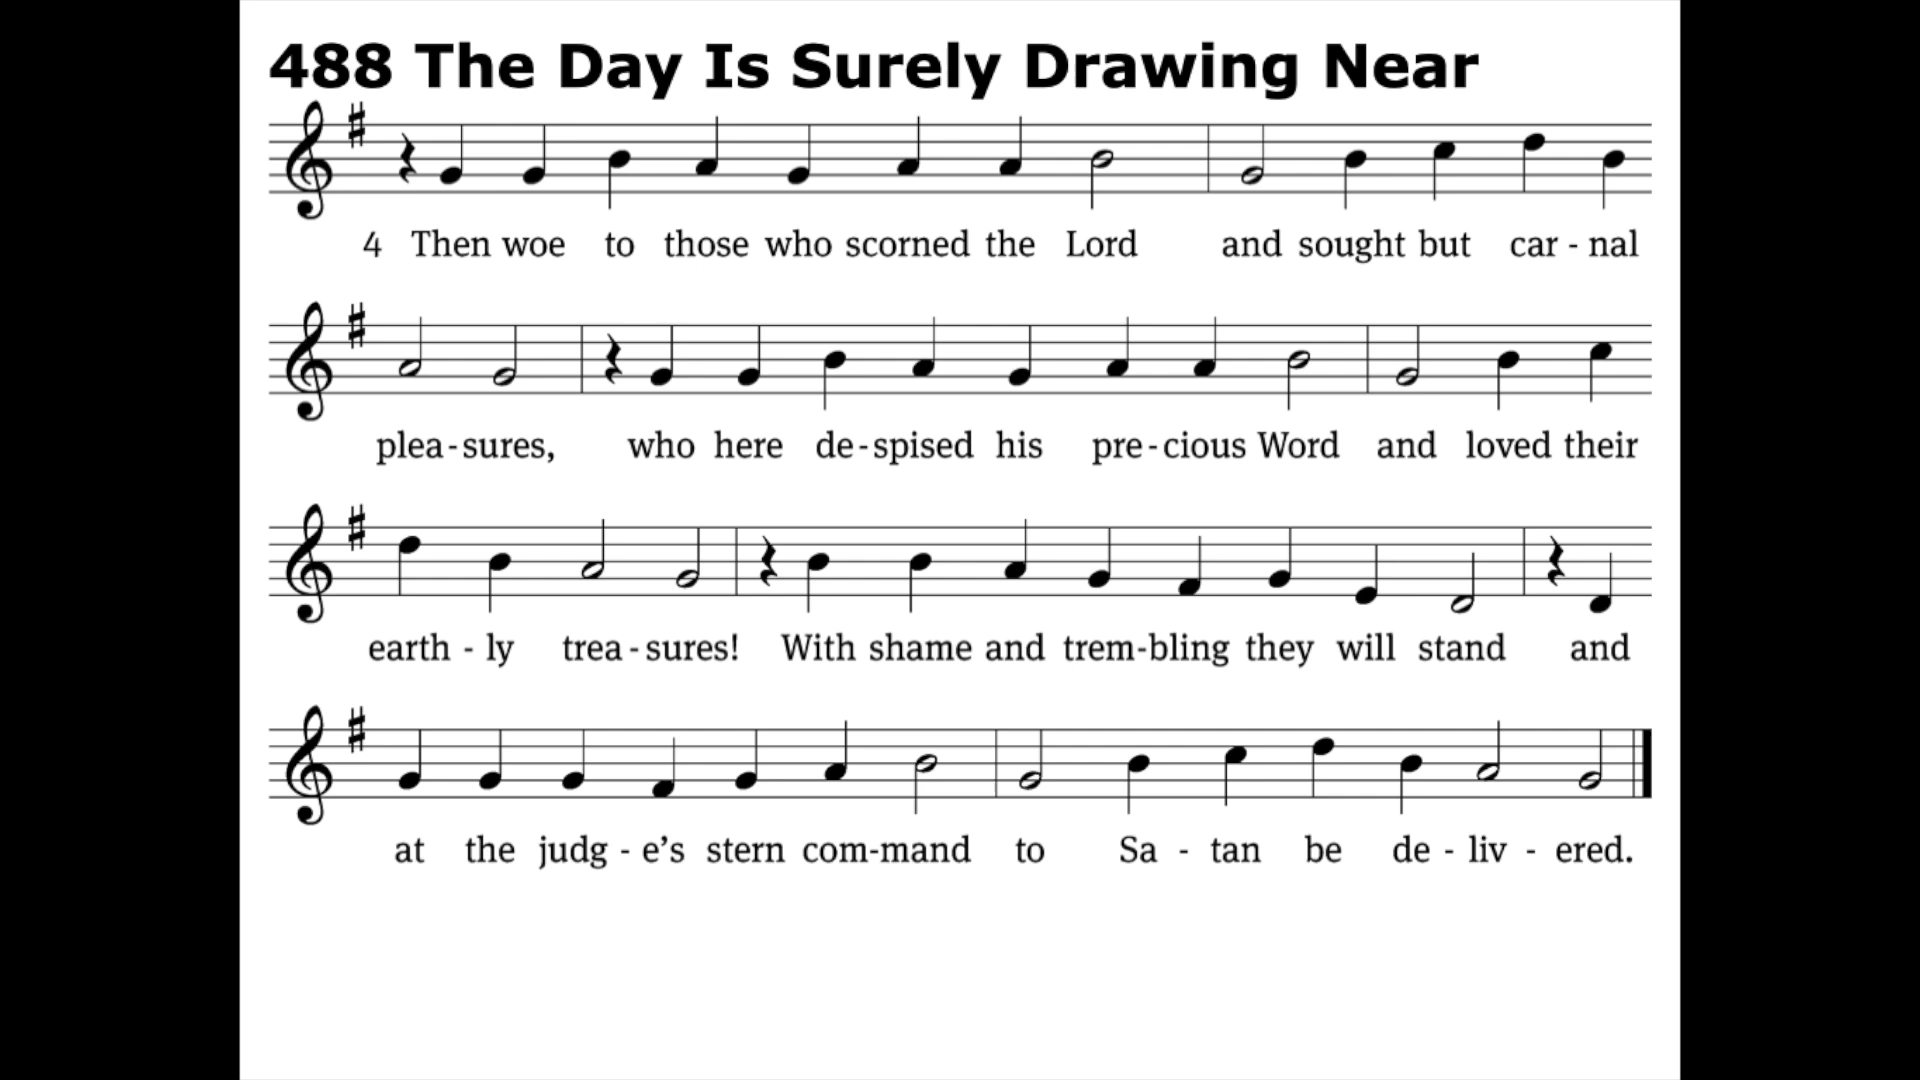 488 The Day Is Surely Drawing Near
4 Then woe to those who scorned the Lord and sought but car - nal
plea - sures, who here de - spised his pre - cious Word and loved their
earth - ly trea - sures! With shame and trem - bling they will stand and
at the judg - e’s stern com - mand to Sa - tan be de - liv - ered.